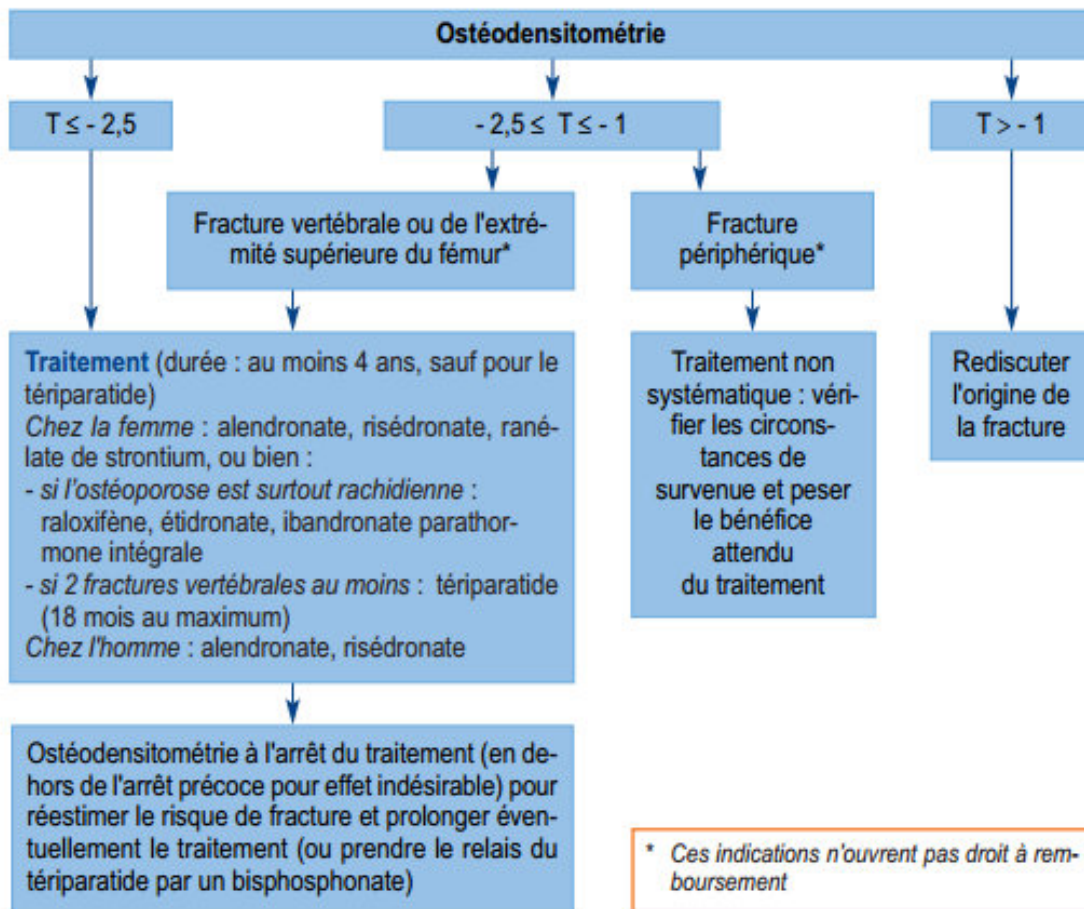 Ostéodensitométrie
T ≤ - 2,5
- 2,5 ≤ T ≤ - 1
T > - 1
Fracture vertébrale ou de l'extré-
mité supérieure du fémur*
Fracture
périphérique*
Traitement (durée : au moins 4 ans, sauf pour le
tériparatide)
Chez la femme : alendronate, risédronate, rané-
late de strontium, ou bien :
- si l'ostéoporose est surtout rachidienne :
raloxifène, étidronate, ibandronate parathor-
mone intégrale
- si 2 fractures vertébrales au moins : tériparatide
(18 mois au maximum)
Chez l'homme : alendronate, risédronate
Traitement non
systématique : véri-
fier les circons-
tances de
survenue et peser
le bénéfice
attendu
du traitement
Rediscuter
l'origine de
la fracture
Ostéodensitométrie à l'arrêt du traitement (en de-
hors de l'arrêt précoce pour effet indésirable) pour
réestimer le risque de fracture et prolonger éven-
tuellement le traitement (ou prendre le relais du
tériparatide par un bisphosphonate)
* Ces indications n'ouvrent pas droit à rem-
boursement